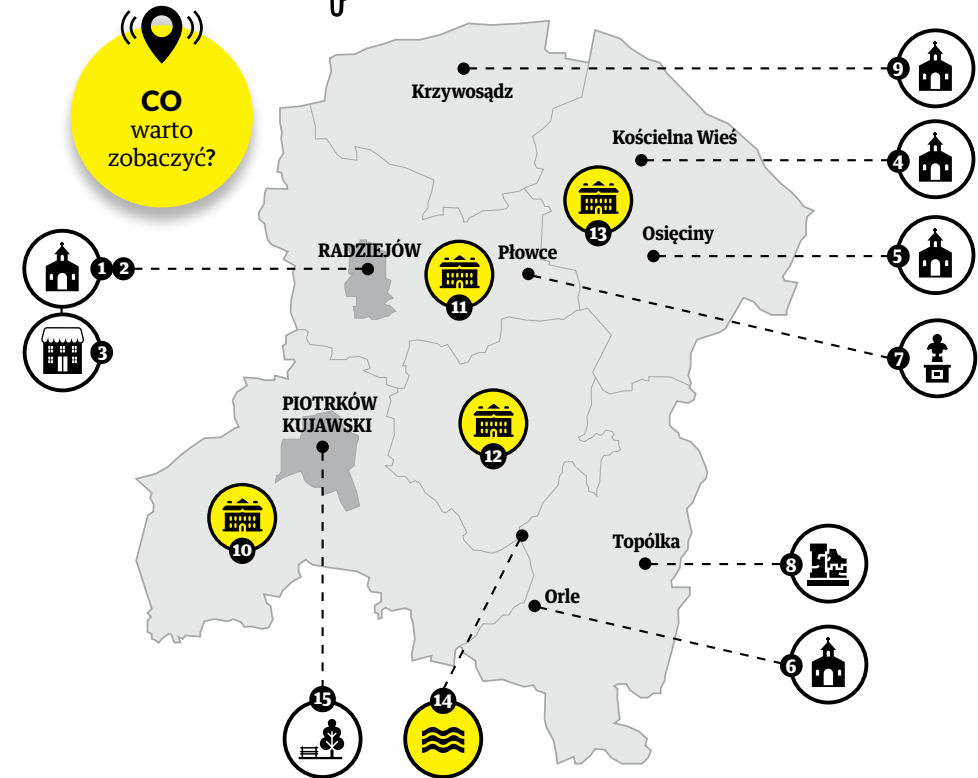 CO
warto
zobaczyć?
Krzywosądz
9
Kościelna Wieś
4
13
Osięciny
5
RADZIEJÓW
1 2
Płowce
11
7
3
PIOTRKÓW
KUJAWSKI
12
10
Topólka
8
Orle
6
15
14